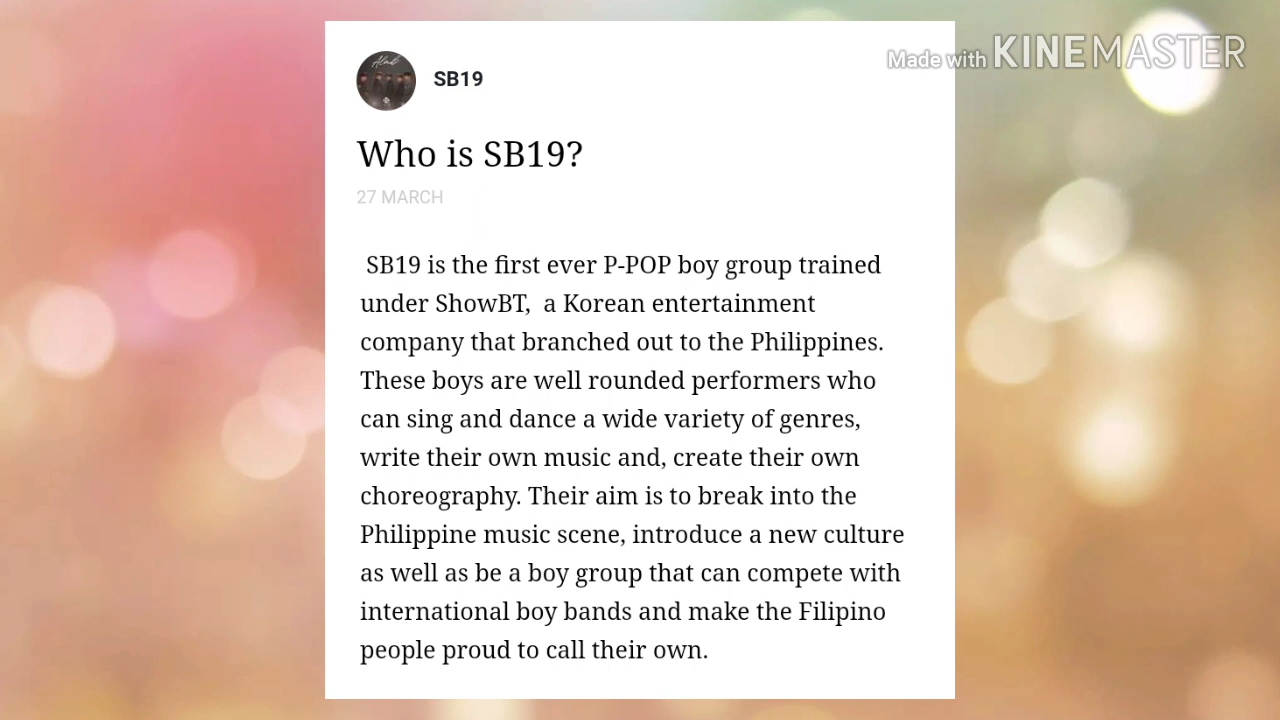 Made with KINEMASTER
SB19
Who is SB19?
27 MARCH
SB19 is the first ever P-POP boy group trained
under ShowBT, a Korean entertainment
company that branched out to the Philippines.
These boys are well rounded performers who
can sing and dance a wide variety of genres,
write their own music and, create their own
choreography. Their aim is to break into the
Philippine music scene, introduce a new culture
as well as be a boy group that can compete with
international boy bands and make the Filipino
people proud to call their own.